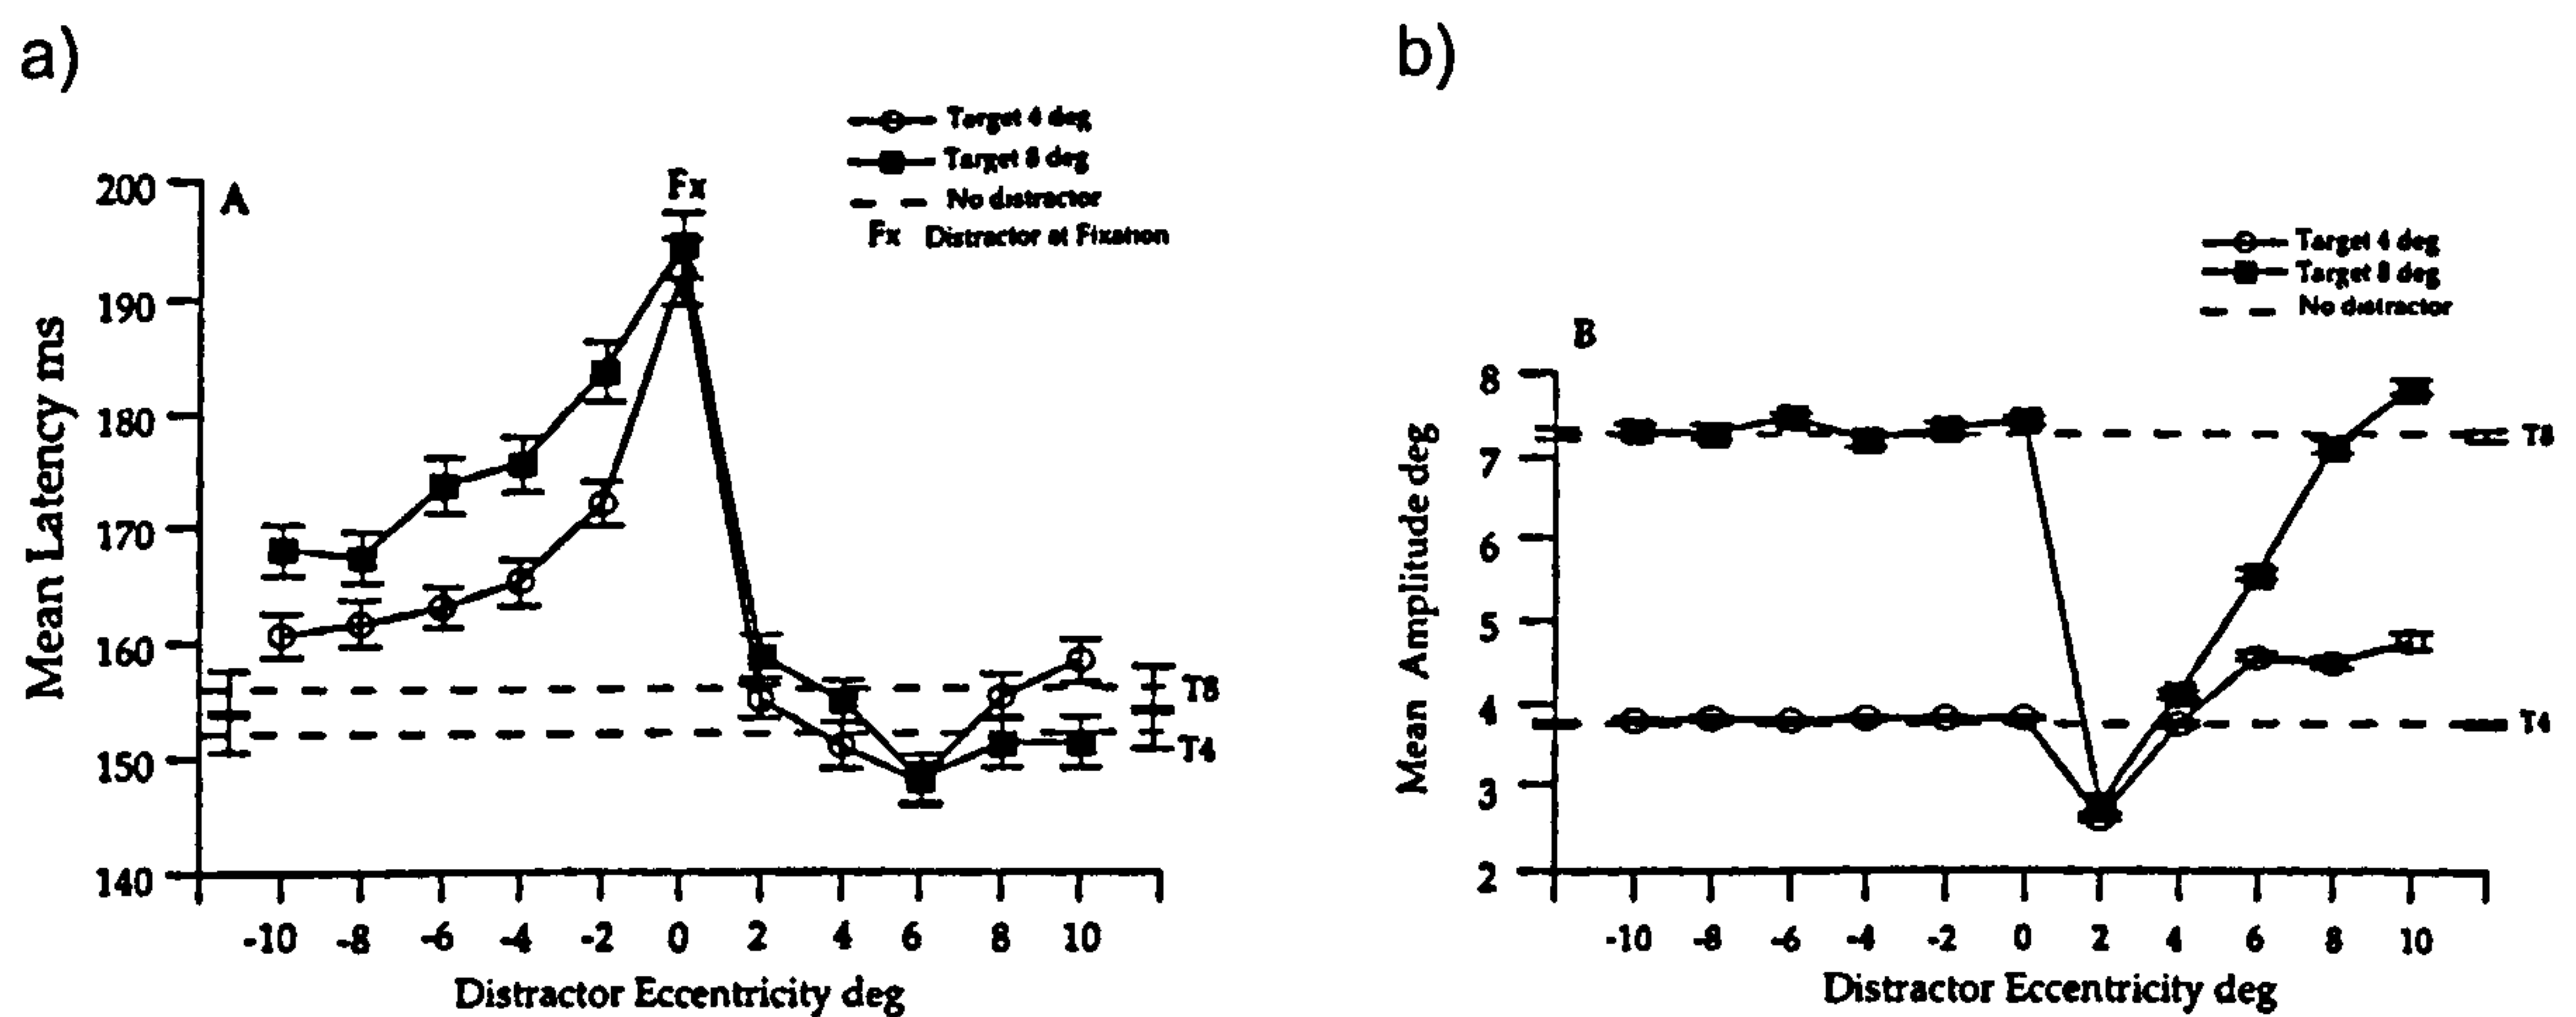 a)
A
Fx
Target 4 deg
Target 8 deg
No distractor
Fx Distractor at Fixation
200
190
180
170
160
150
140
Mean Latency ms
T8
T4
-10 -8 -6 -4 -2 0 2 4 6 8 10
Distractor Eccentricity deg
b)
Target 4 deg
Target 8 deg
No distractor
B
8
7
6
5
4
3
2
Mean Amplitude deg
T8
T4
-10 -8 -6 -4 -2 0 2 4 6 8 10
Distractor Eccentricity deg